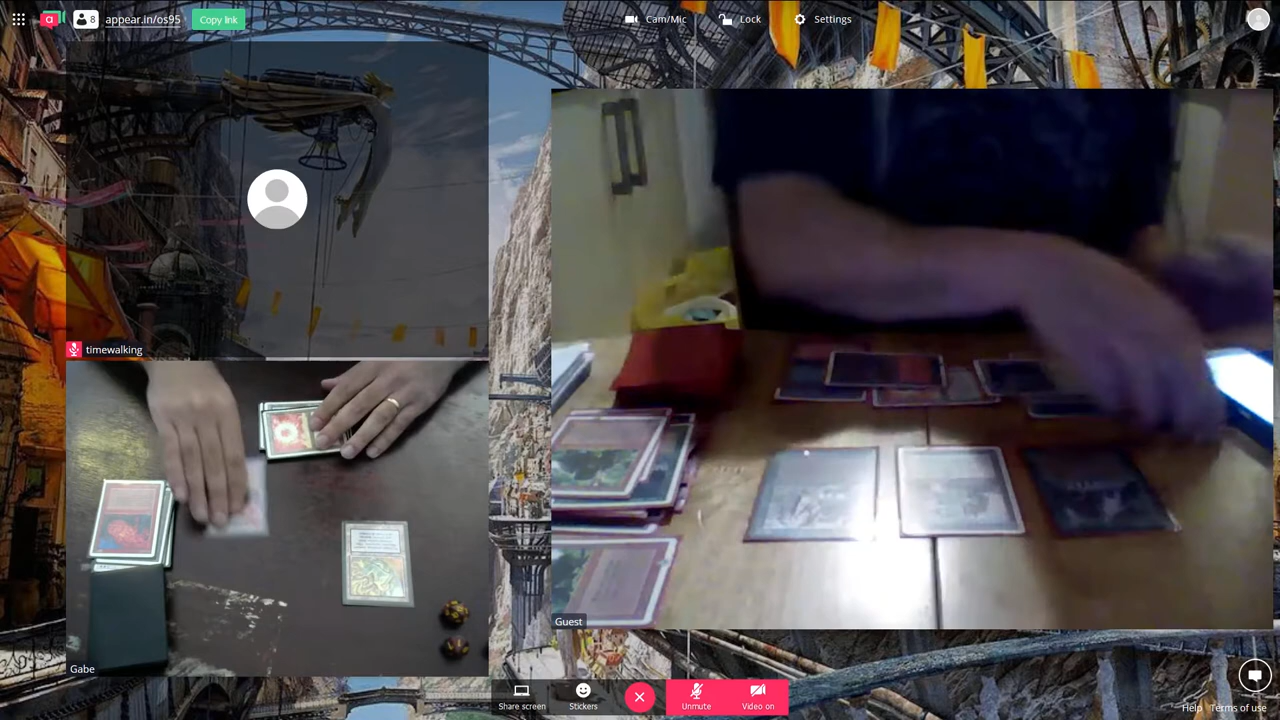 8 appear.in/os95 Copy link Cam/Mic Lock Settings
timewalking
Guest
Gabe
Share screen Stickers Unmute Video on
Help Terms of use